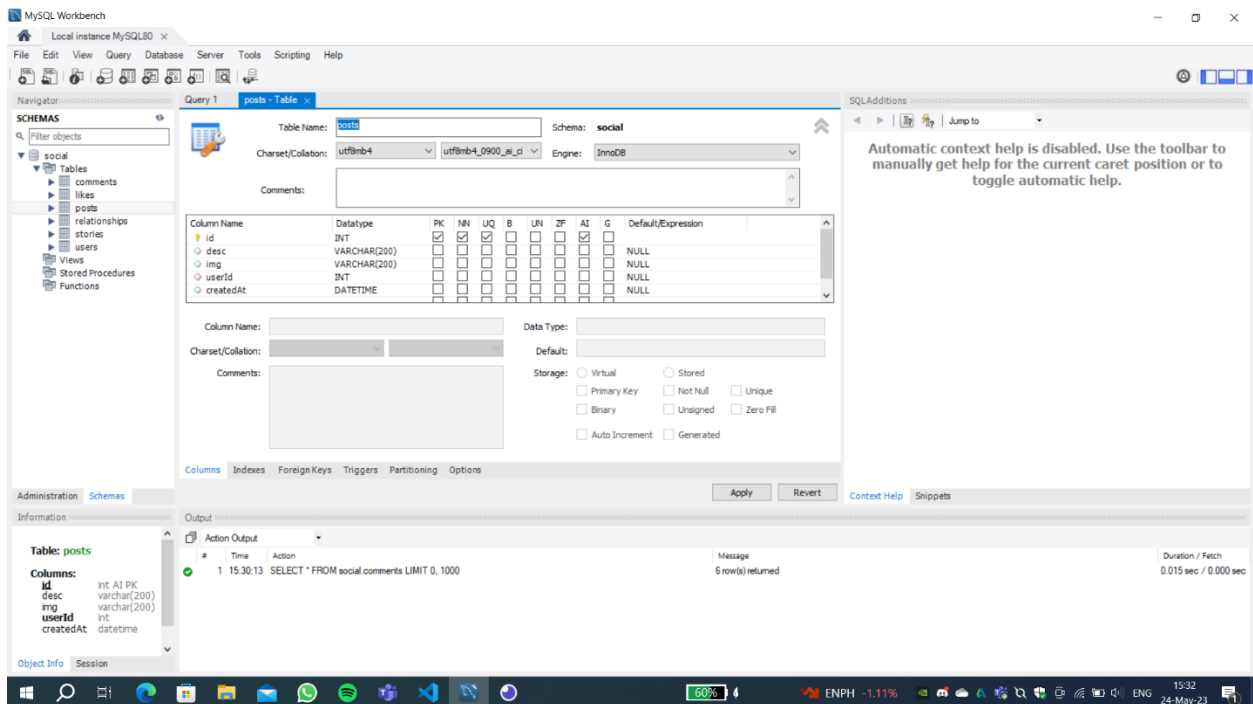 MySQL Workbench
Local instance MySQL80
File Edit View Query Database Server Tools Scripting Help
Navigator
SCHEMAS
Filter objects
social
Tables
comments
likes
posts
relationships
stories
users
Views
Stored Procedures
Functions
Administration Schemas
Query 1 posts - Table
Table Name: posts Schema: social
Charset/Collation: utf8mb4 utf8mb4_0900_ai_ci Engine: InnoDB
Comments:
Column Name Datatype PK NN UQ B UN ZF AI G Default/Expression
id INT
desc VARCHAR(200) NULL
img VARCHAR(200) NULL
userId INT NULL
createdAt DATETIME NULL
Column Name: Data Type:
Charset/Collation: Default:
Comments: Storage: Virtual Stored
Primary Key Not Null Unique
Binary Unsigned Zero Fill
Auto Increment Generated
Columns Indexes Foreign Keys Triggers Partitioning Options
Apply Revert
SQLAdditions
Jump to
Automatic context help is disabled. Use the toolbar to
manually get help for the current caret position or to
toggle automatic help.
Context Help Snippets
Information
Table: posts
Columns:
id int AI PK
desc varchar(200)
img varchar(200)
userId int
createdAt datetime
Object Info Session
Output
Action Output
# Time Action Message Duration / Fetch
1 15:30:13 SELECT * FROM social.comments LIMIT 0, 1000 6 row(s) returned 0.015 sec / 0.000 sec
60% ENPH -1.11% ENG 15:32
24-May-23
1